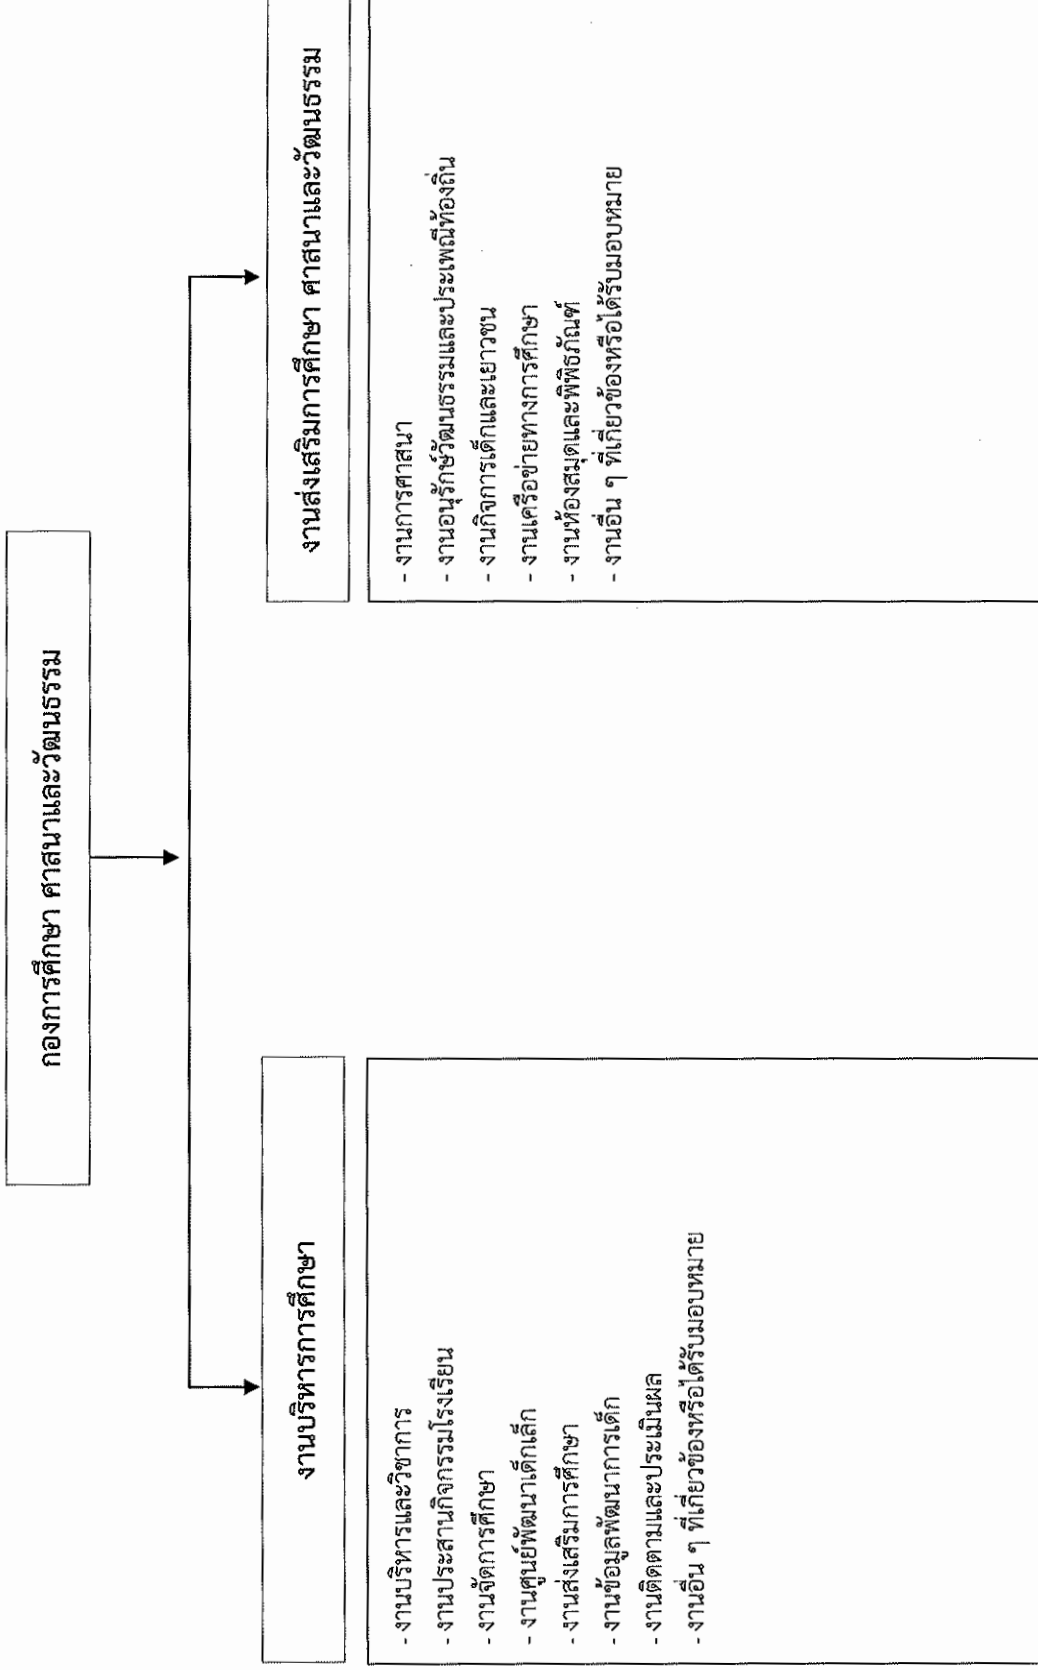 กองการศึกษา ศาสนาและวัฒนธรรม
งานบริหารการศึกษา
- งานบริหารและวิชาการ
- งานประสานกิจกรรมโรงเรียน
- งานจัดการศึกษา
- งานศูนย์พัฒนาเด็กเล็ก
- งานส่งเสริมการศึกษา
- งานข้อมูลพัฒนาการเด็ก
- งานติดตามและประเมินผล
- งานอื่น ๆ ที่เกี่ยวข้องหรือได้รับมอบหมาย
งานส่งเสริมการศึกษา ศาสนาและวัฒนธรรม
- งานการศาสนา
- งานอนุรักษ์วัฒนธรรมและประเพณีท้องถิ่น
- งานกิจการเด็กและเยาวชน
- งานเครือข่ายทางการศึกษา
- งานห้องสมุดและพิพิธภัณฑ์
- งานอื่น ๆ ที่เกี่ยวข้องหรือได้รับมอบหมาย